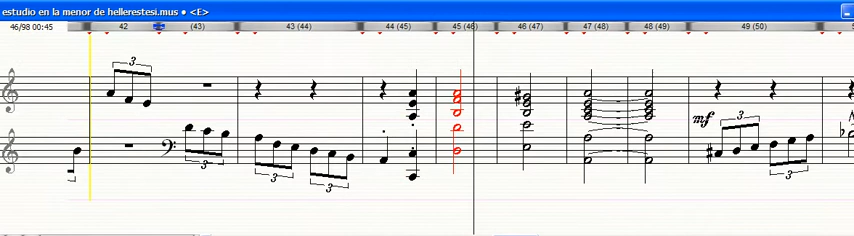 estudio en la menor de hellerestesi.mus • <E>
46/98 00:45 42 (43) 43 (44) 44 (45) 45 (46) 46 (47) 47 (48) 48 (49) 49 (50)
3
3
mf
3 3 3 3 3